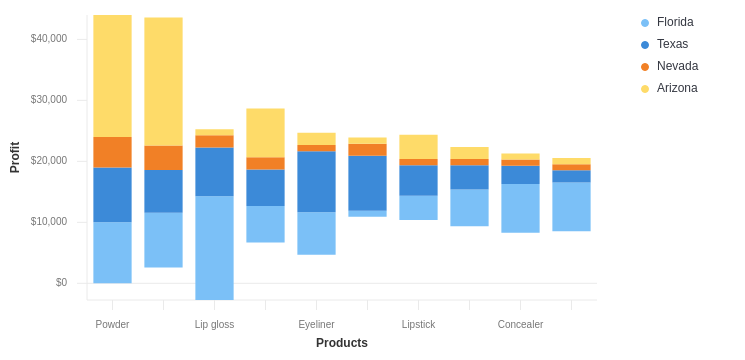 Florida
Texas
Nevada
Arizona
Profit
$40,000
$30,000
$20,000
$10,000
$0
Powder
Lip gloss
Eyeliner
Lipstick
Concealer
Products